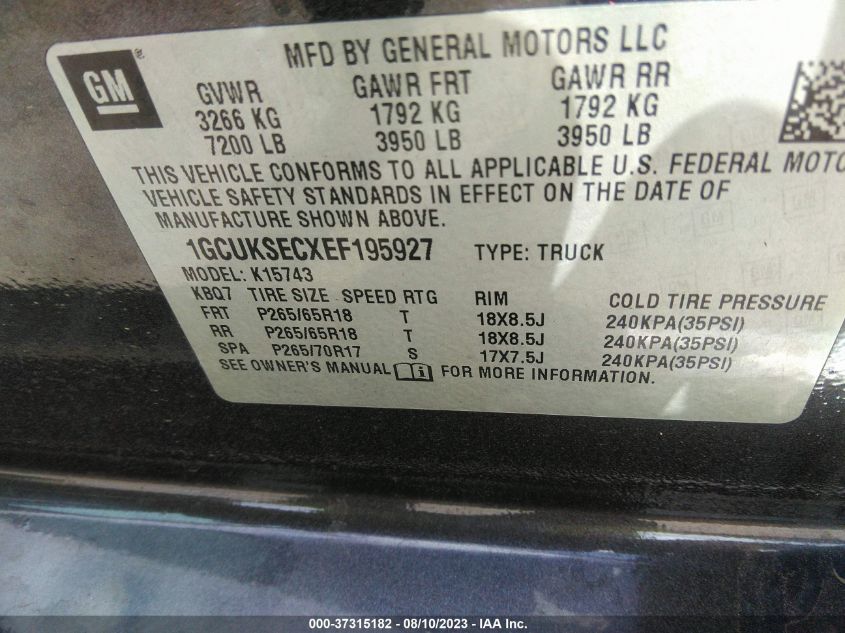 GM ®
MFD BY GENERAL MOTORS LLC
GVWR GAWR FRT GAWR RR
3266 KG 1792 KG 1792 KG
7200 LB 3950 LB 3950 LB
THIS VEHICLE CONFORMS TO ALL APPLICABLE U.S. FEDERAL MOTO
VEHICLE SAFETY STANDARDS IN EFFECT ON THE DATE OF
MANUFACTURE SHOWN ABOVE.
1GCUKSECXEF195927 TYPE: TRUCK
MODEL: K15743
KBQ7 TIRE SIZE SPEED RTG RIM COLD TIRE PRESSURE
FRT P265/65R18 T 18X8.5J 240KPA(35PSI)
RR P265/65R18 T 18X8.5J 240KPA(35PSI)
SPA P265/70R17 S 17X7.5J 240KPA(35PSI)
SEE OWNER'S MANUAL i FOR MORE INFORMATION.
000-37315182 - 08/10/2023 - IAA Inc.